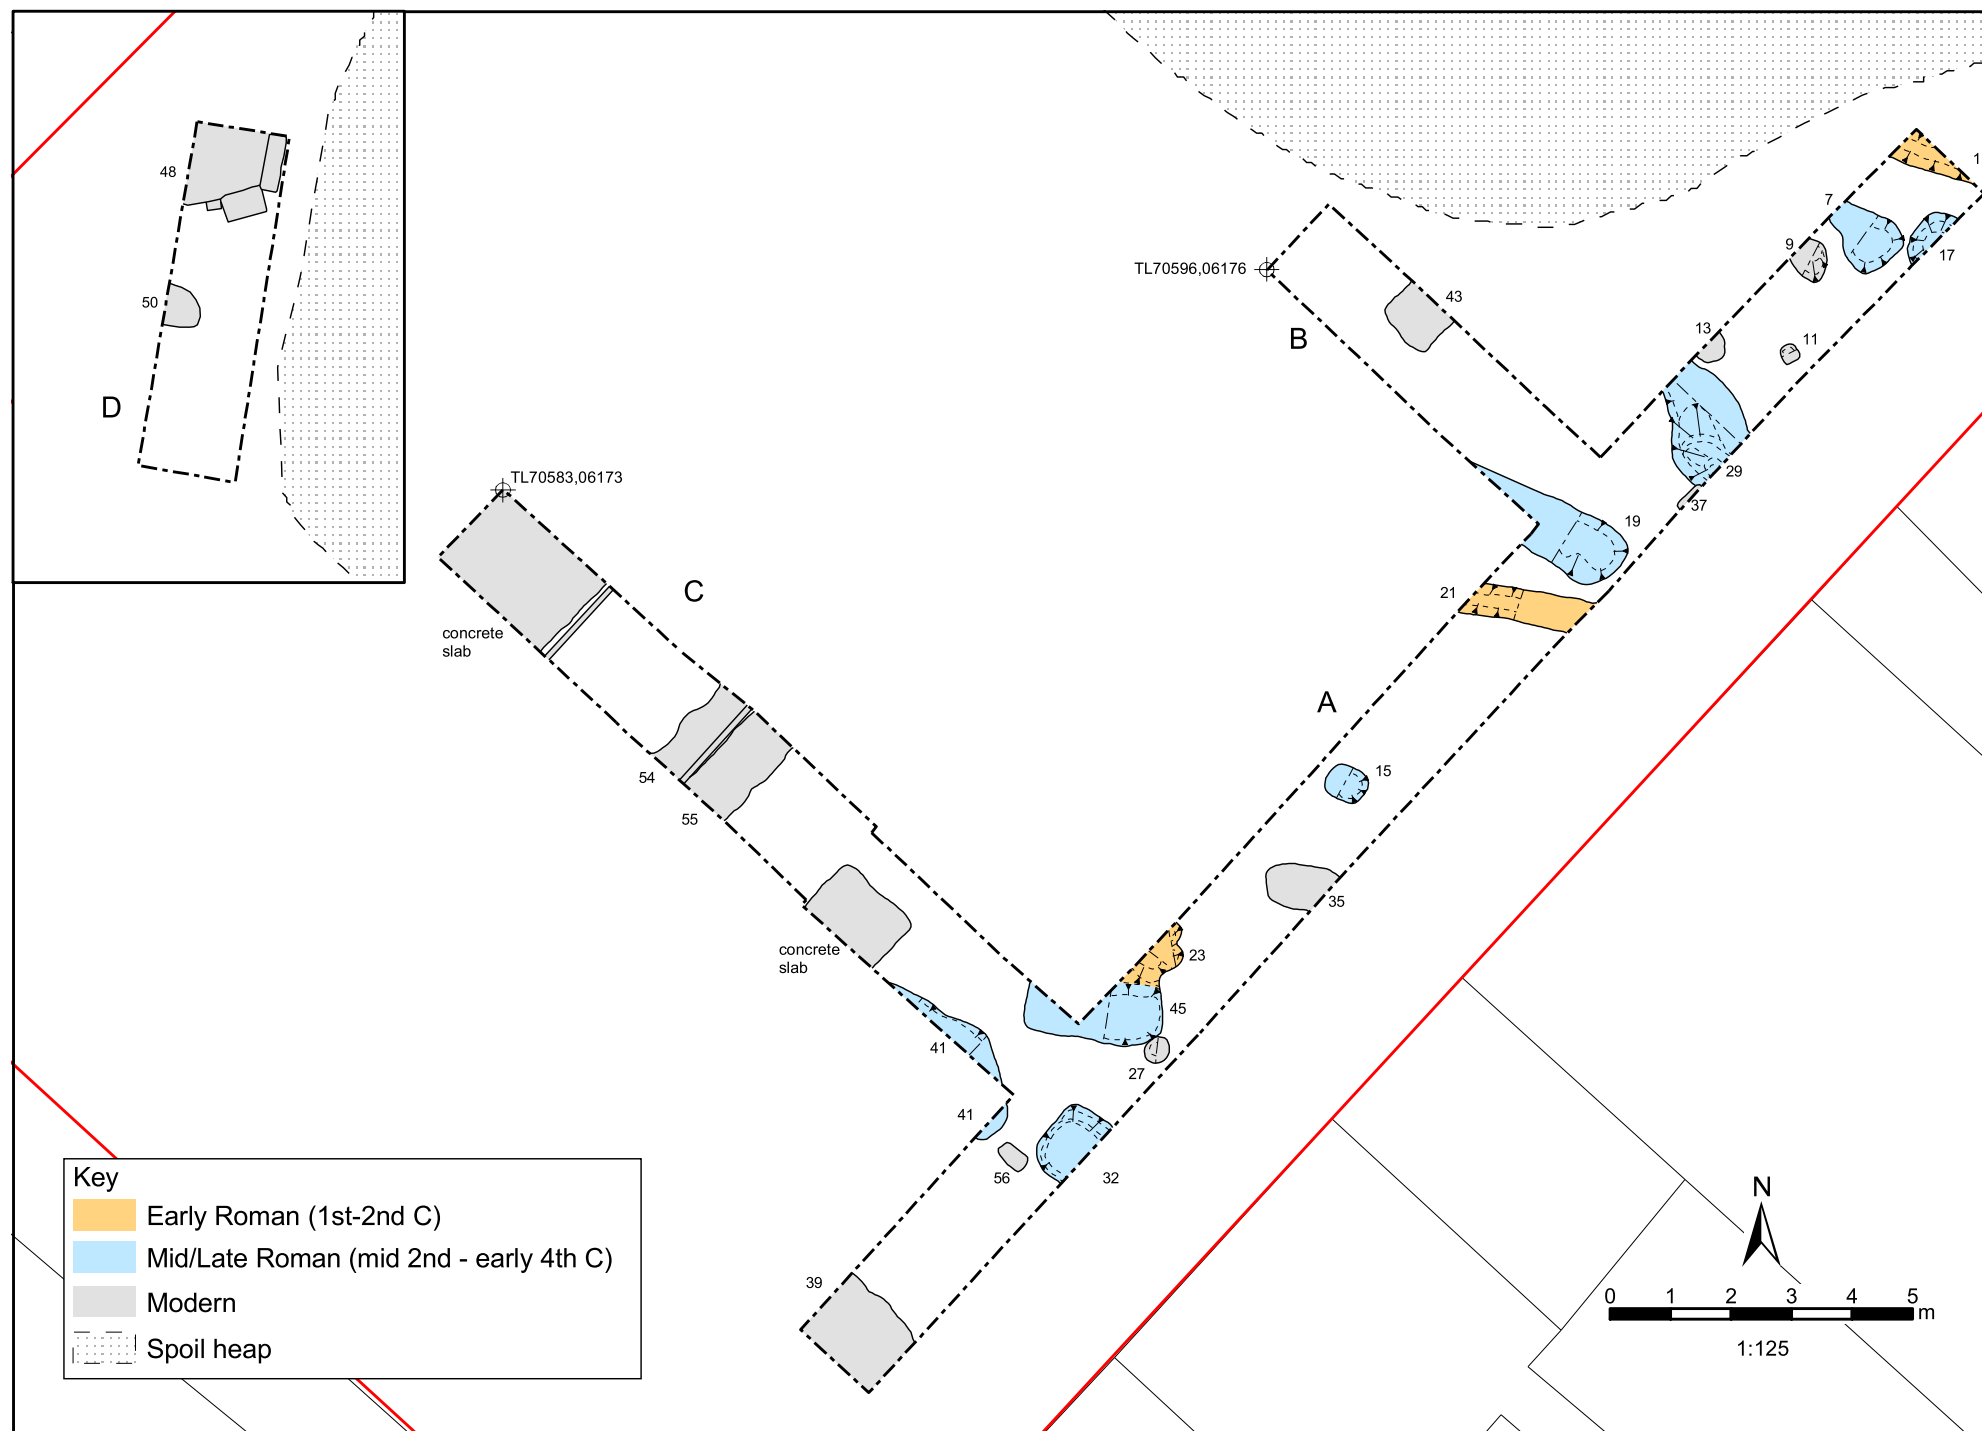 48
50
D
TL70596,06176
B
43
7
1
9
17
13
11
29
37
19
21
TL70583,06173
C
concrete
slab
A
54
55
15
35
concrete
slab
23
45
41
27
41
56
32
39
Key
Early Roman (1st-2nd C)
Mid/Late Roman (mid 2nd - early 4th C)
Modern
Spoil heap
N
0 1 2 3 4 5 m
1:125